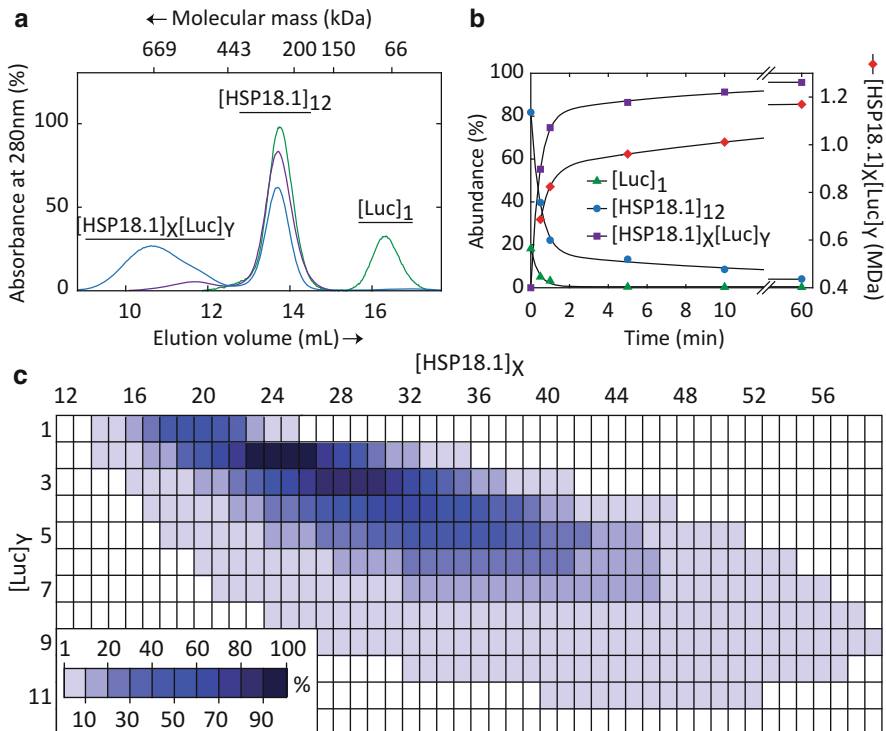 a
← Molecular mass (kDa)
669 443 200 150 66
Absorbance at 280nm (%)
100
50
0
[HSP18.1]12
[HSP18.1]X[Luc]Y
[Luc]1
10 12 14 16
Elution volume (mL) →
b
Abundance (%)
100
80
60
40
20
0
[Luc]1
[HSP18.1]12
[HSP18.1]X[Luc]Y
1.2
1.0
0.8
0.6
0.4
[HSP18.1]X[Luc]Y (MDa)
0 2 4 6 8 10 60
Time (min)
c
[HSP18.1]X
12 16 20 24 28 32 36 40 44 48 52 56
[Luc]Y
1
3
5
7
9
11
1 20 40 60 80 100
%
10 30 50 70 90